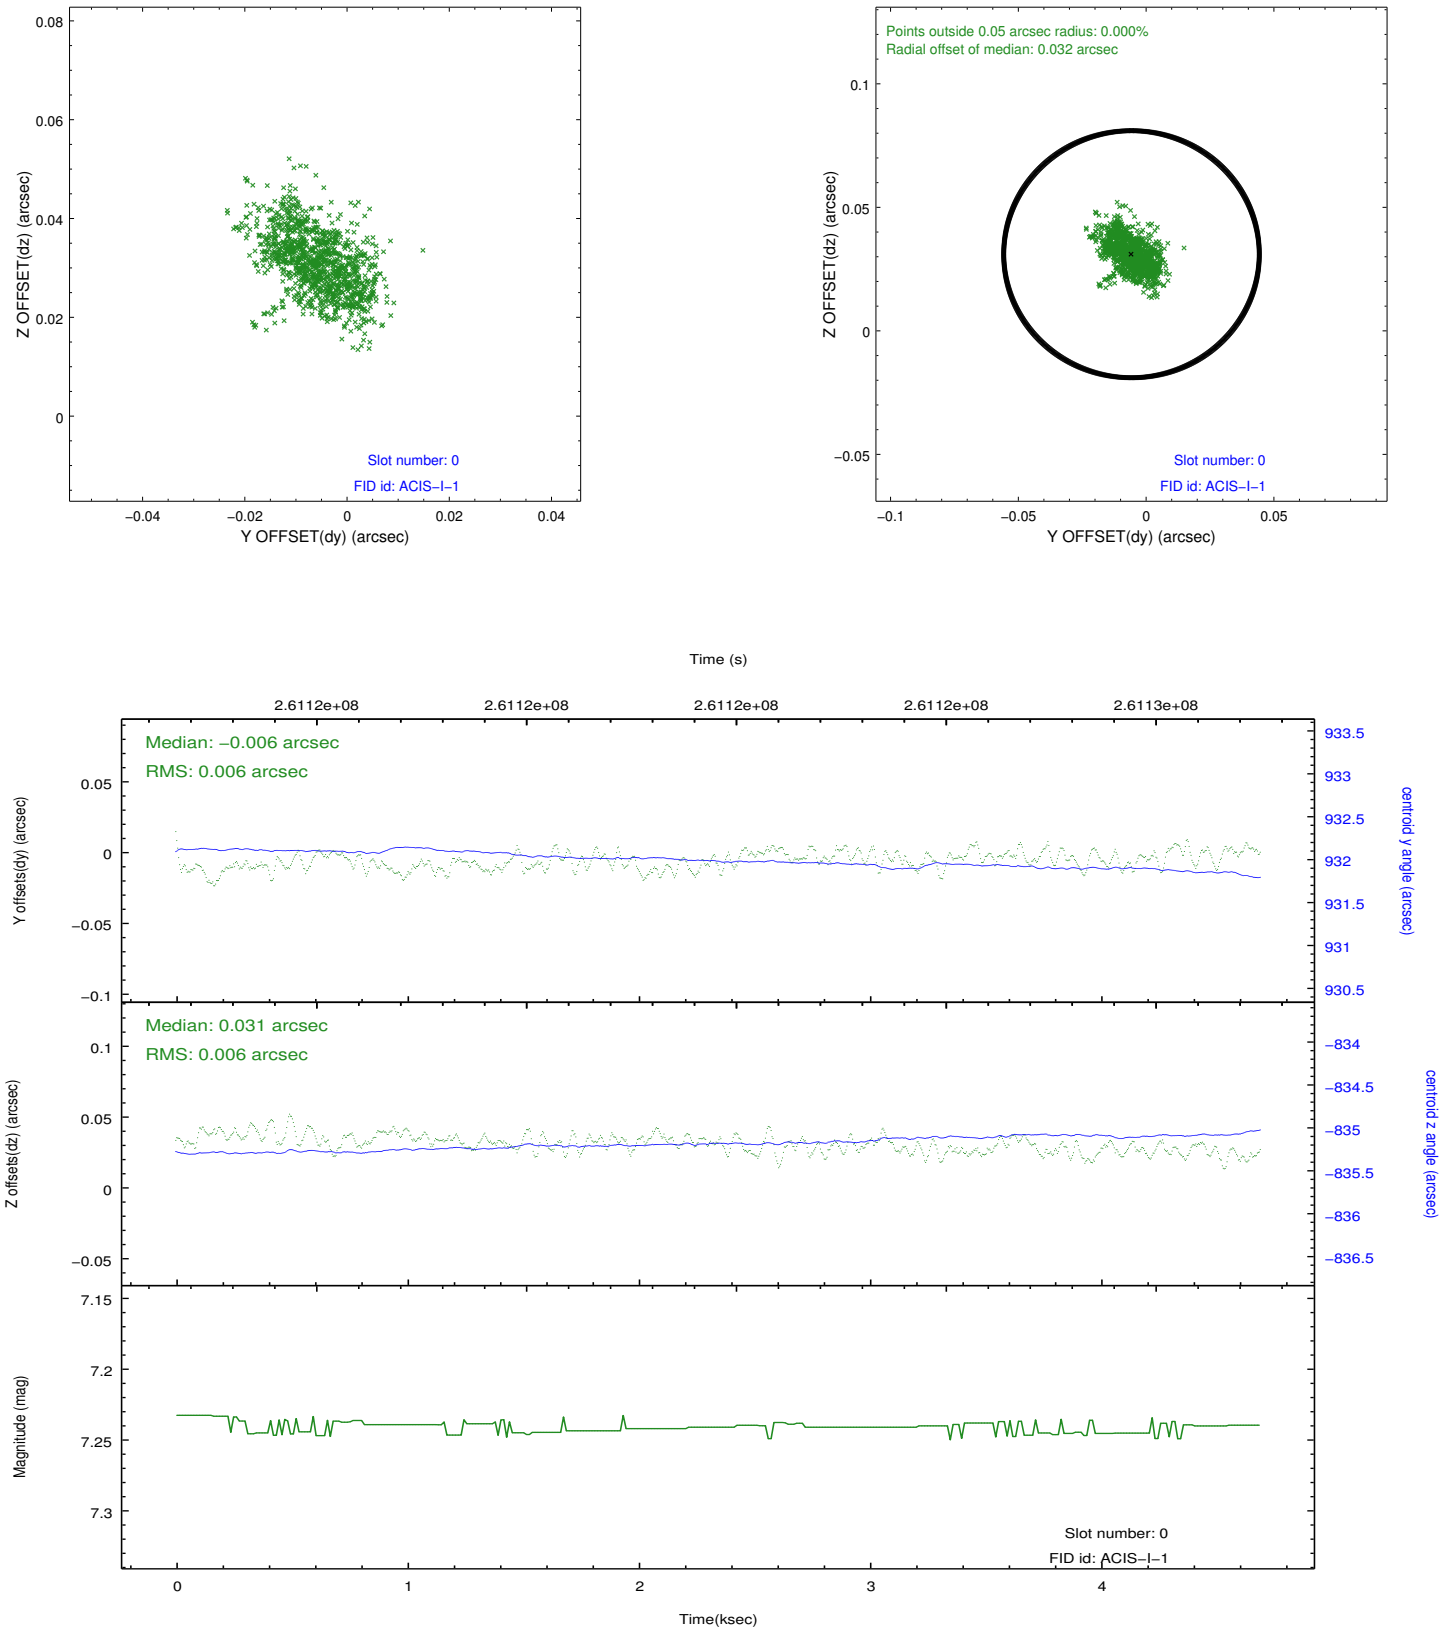 0.08
0.06
0.04
0.02
0
Z OFFSET(dz) (arcsec)
Slot number: 0
FID id: ACIS−I−1
−0.04
−0.02
0
0.02
0.04
Y OFFSET(dy) (arcsec)
Points outside 0.05 arcsec radius: 0.000%
Radial offset of median: 0.032 arcsec
0.1
0.05
0
−0.05
Z OFFSET(dz) (arcsec)
Slot number: 0
FID id: ACIS−I−1
−0.1
−0.05
0
0.05
Y OFFSET(dy) (arcsec)
Time (s)
2.6112e+08
2.6112e+08
2.6112e+08
2.6112e+08
2.6113e+08
Median: −0.006 arcsec
RMS: 0.006 arcsec
0.05
0
−0.05
−0.1
Y offsets(dy) (arcsec)
933.5
933
932.5
932
931.5
931
930.5
centroid y angle (arcsec)
Median: 0.031 arcsec
RMS: 0.006 arcsec
0.1
0.05
0
−0.05
Z offsets(dz) (arcsec)
−834
−834.5
−835
−835.5
−836
−836.5
centroid z angle (arcsec)
7.15
7.2
7.25
7.3
Magnitude (mag)
Slot number: 0
FID id: ACIS−I−1
0
1
2
3
4
Time(ksec)